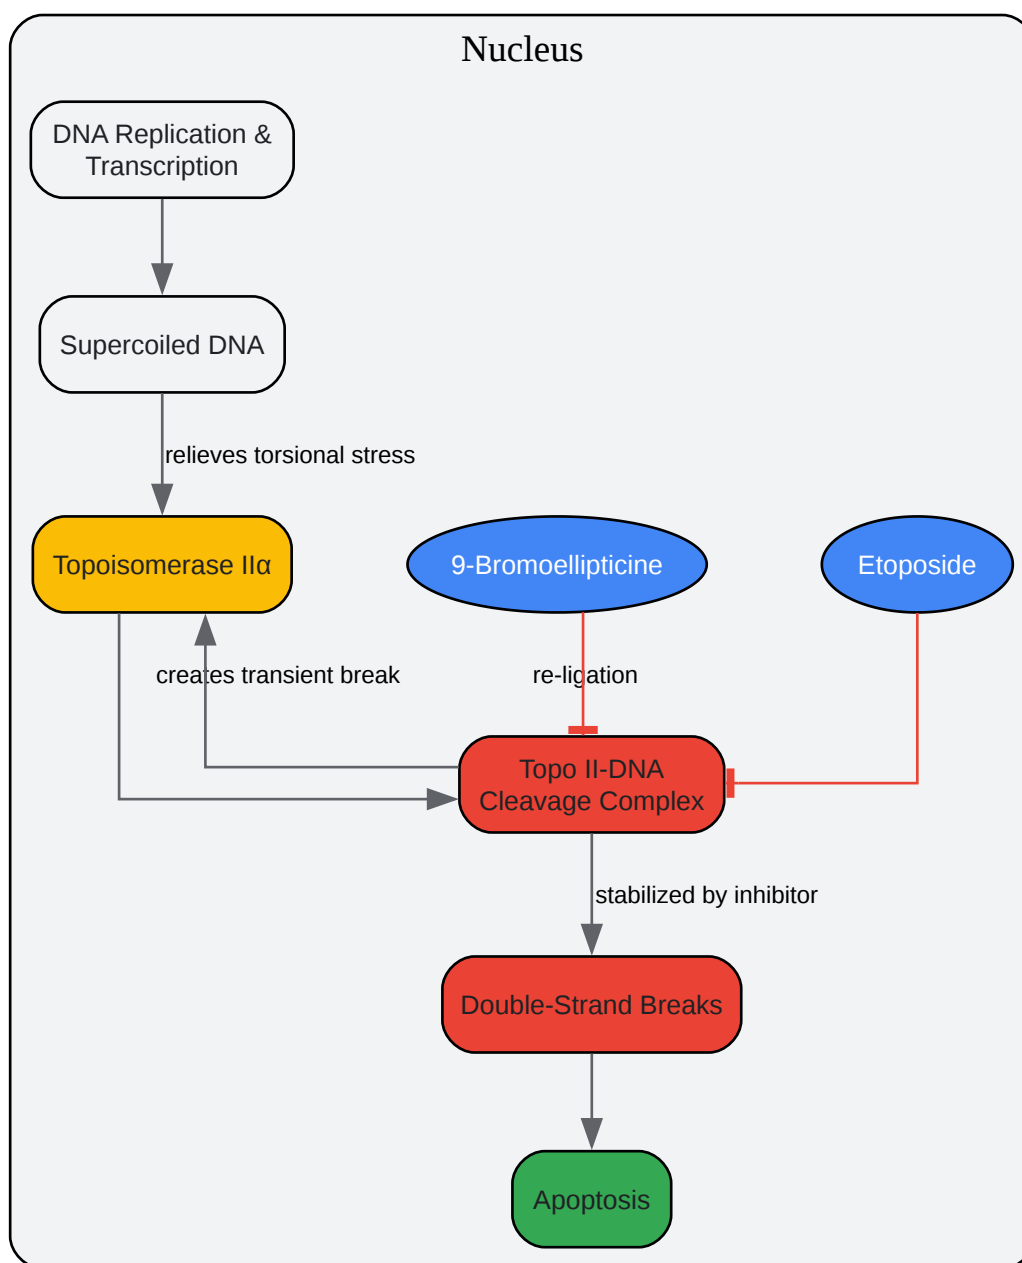 Nucleus
DNA Replication &
Transcription
Supercoiled DNA
relieves torsional stress
Topoisomerase IIα
9-Bromoellipticine
Etoposide
creates transient break
re-ligation
Topo II-DNA
Cleavage Complex
stabilized by inhibitor
Double-Strand Breaks
Apoptosis